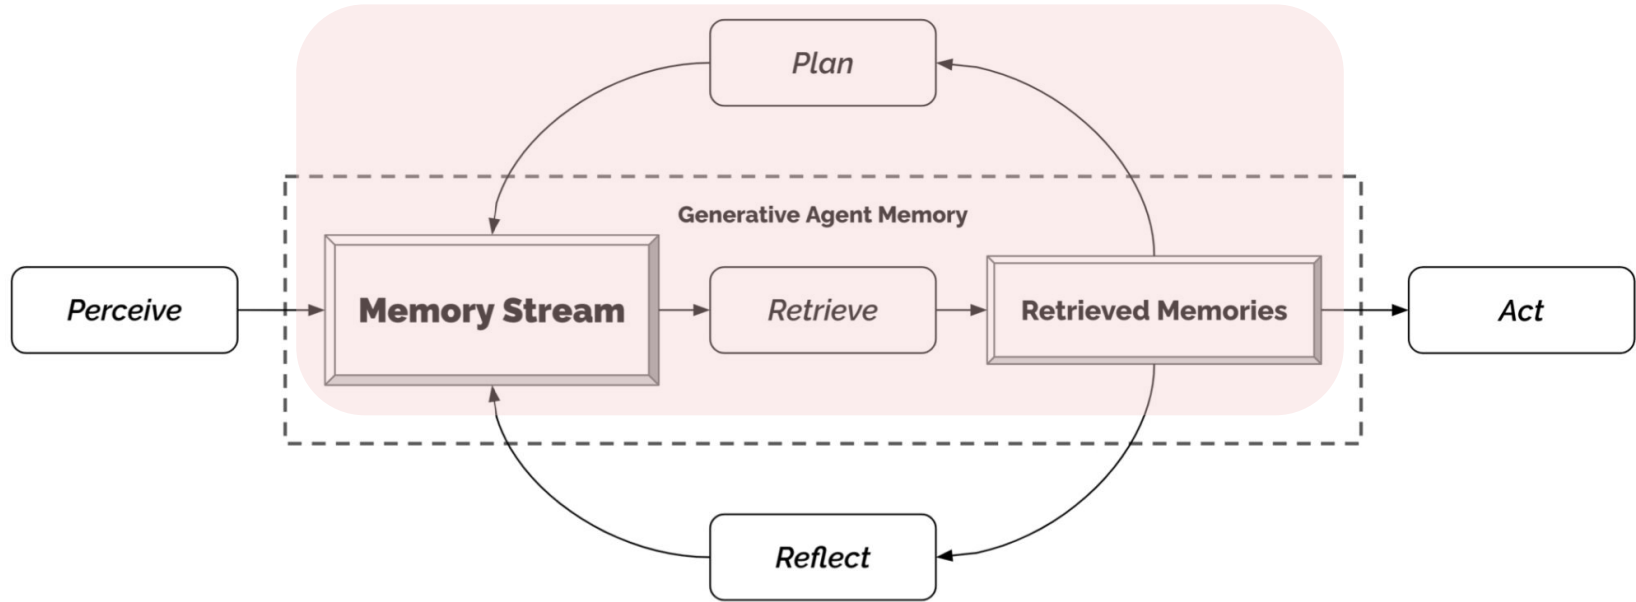 Plan
Generative Agent Memory
Perceive
Memory Stream
Retrieve
Retrieved Memories
Act
Reflect